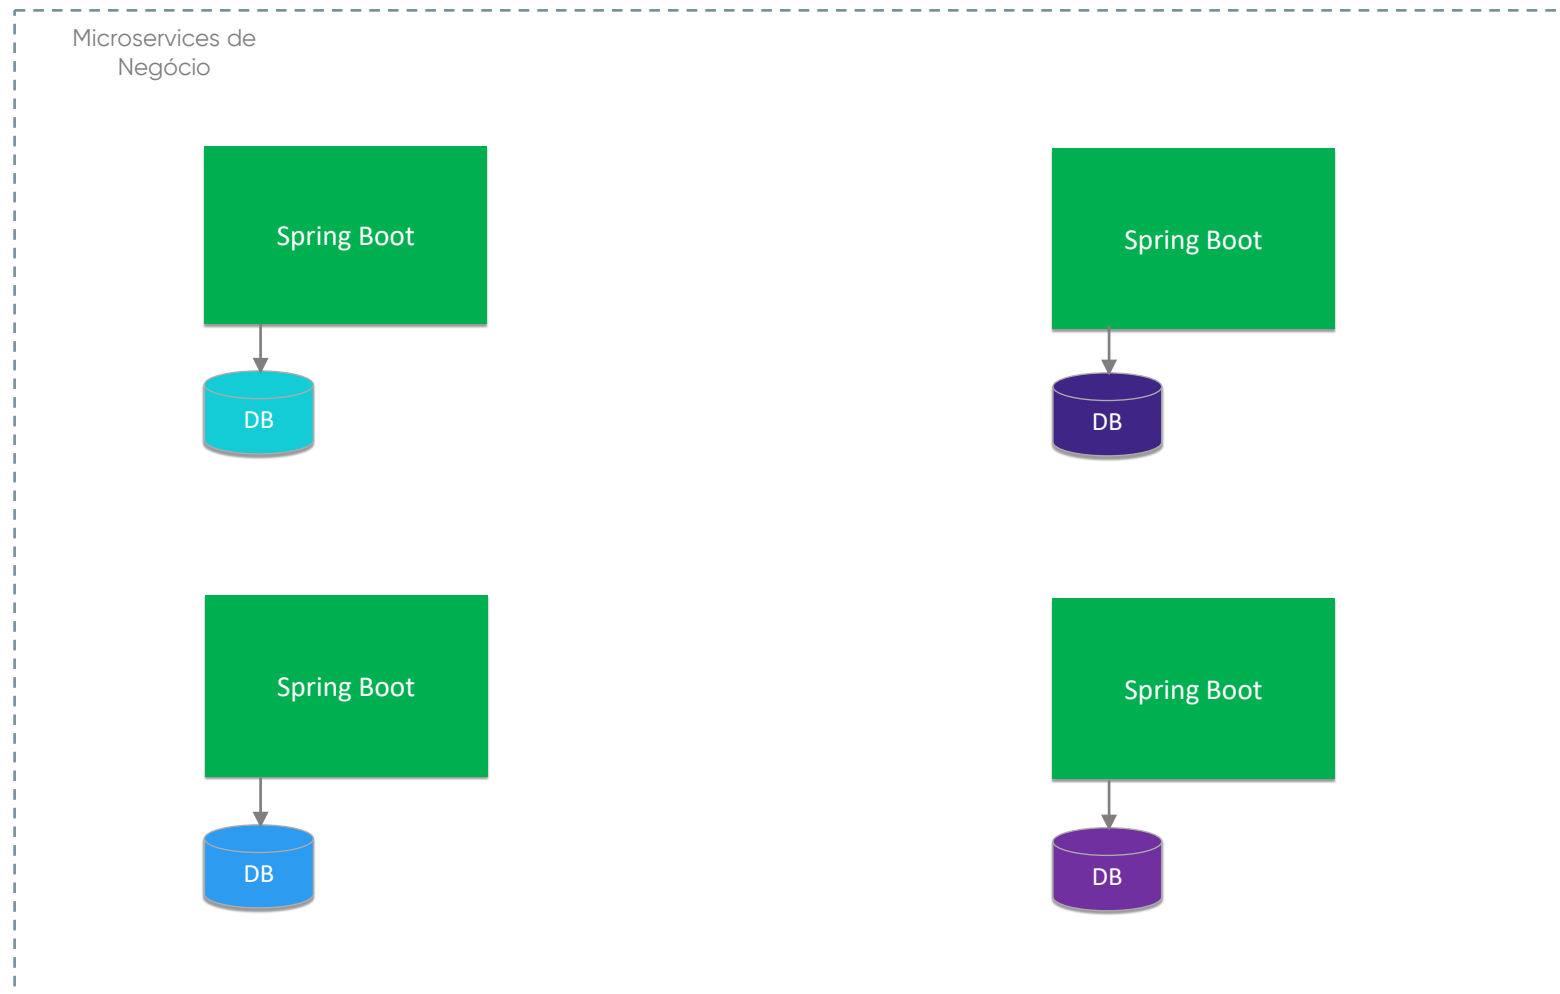 Microservices de
Negócio
Spring Boot
Spring Boot
DB
DB
Spring Boot
Spring Boot
DB
DB